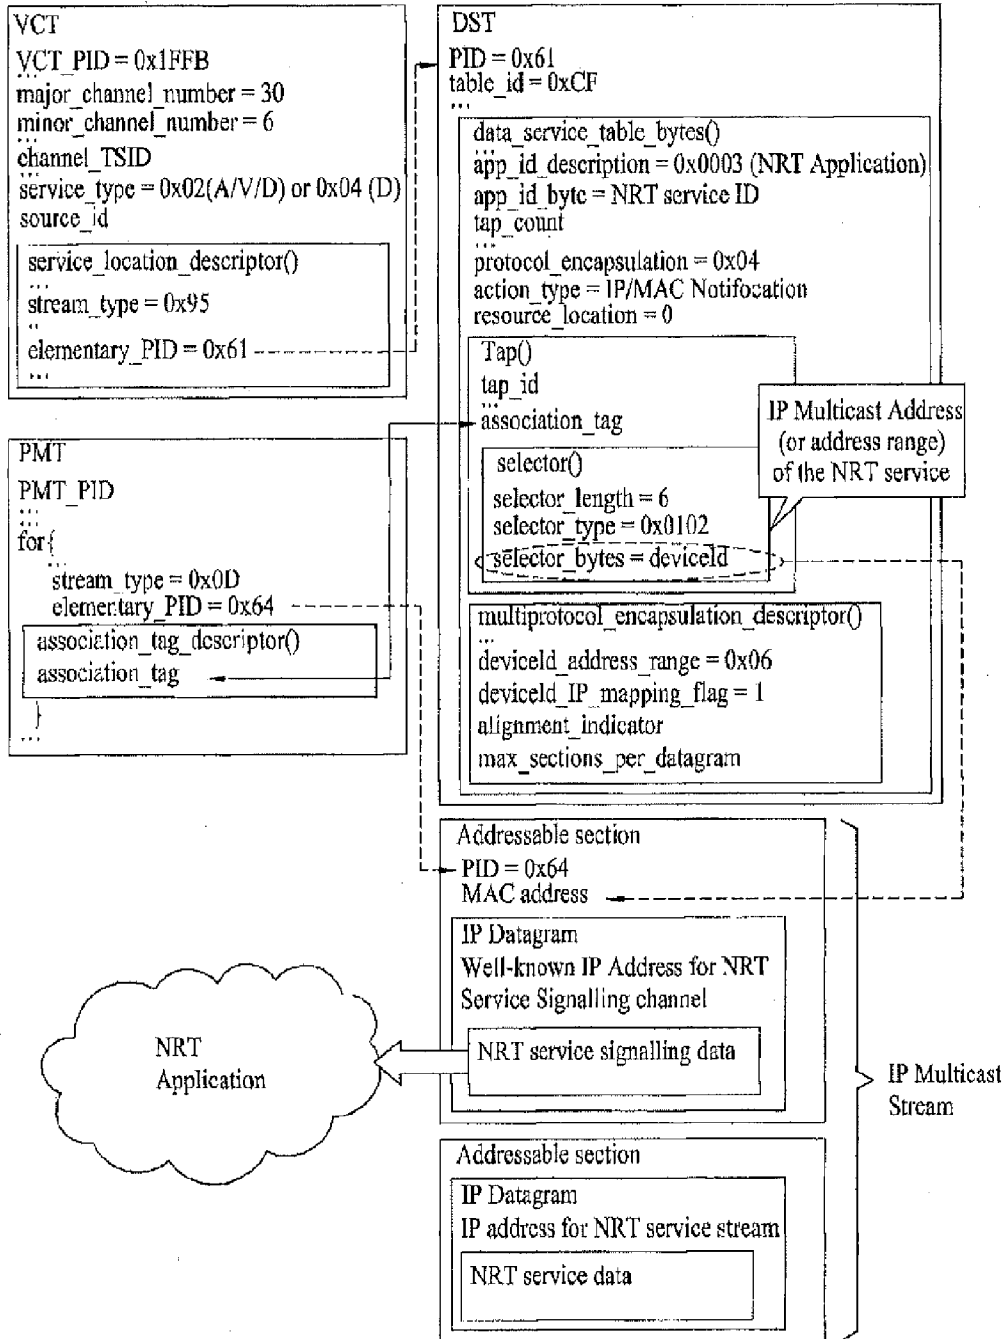 VCT
VCT_PID = 0x1FFB
...
major_channel_number = 30
minor_channel_number = 6
...
channel_TSID
...
service_type = 0x02(A/V/D) or 0x04 (D)
source_id
service_location_descriptor()
...
stream_type = 0x95
..
elementary_PID = 0x61
...
PMT
PMT_PID
...
for{
...
stream_type = 0x0D
elementary_PID = 0x64
association_tag_descriptor()
association_tag
}
...
DST
PID = 0x61
table_id = 0xCF
...
data_service_table_bytes()
...
app_id_description = 0x0003 (NRT Application)
app_id_byte = NRT service ID
tap_count
...
protocol_encapsulation = 0x04
action_type = IP/MAC Notifocation
resource_location = 0
Tap()
tap_id
...
association_tag
selector()
selector_length = 6
selector_type = 0x0102
selector_bytes = deviceId
IP Multicast Address
(or address range)
of the NRT service
multiprotocol_encapsulation_descriptor()
...
deviceId_address_range = 0x06
deviceId_IP_mapping_flag = 1
alignment_indicator
max_sections_per_datagram
Addressable section
PID = 0x64
MAC address
IP Datagram
Well-known IP Address for NRT
Service Signalling channel
NRT service signalling data
NRT
Application
IP Multicast
Stream
Addressable section
IP Datagram
IP address for NRT service stream
NRT service data